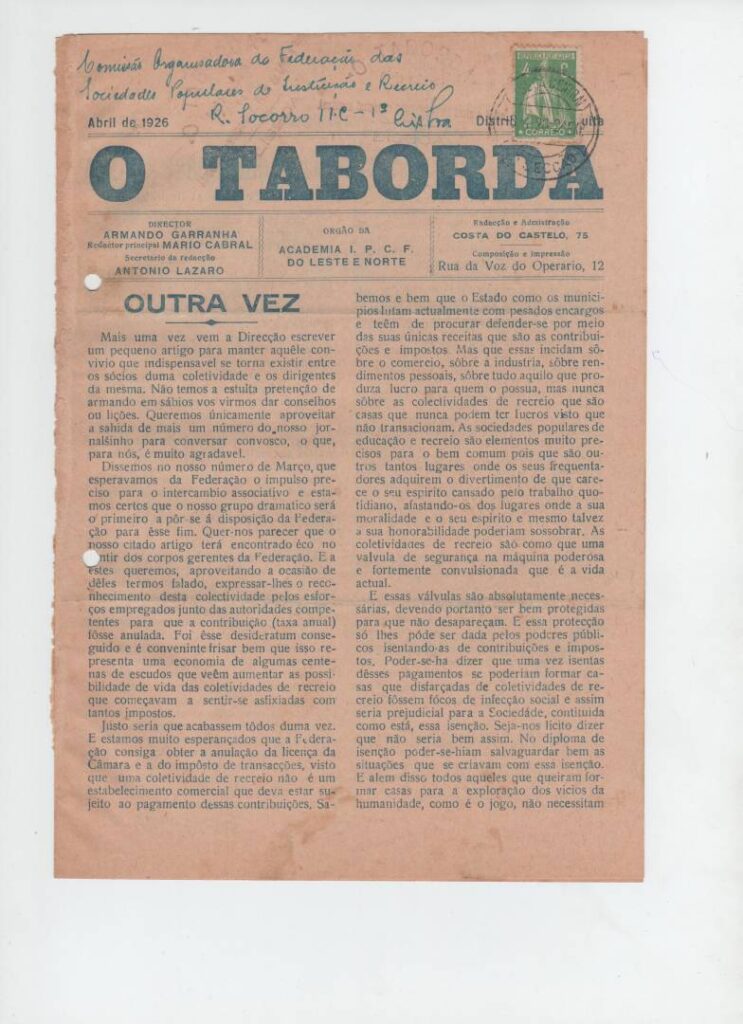 Comissão Organisadora da Federação das
Sociedades Populares de Instrução e Recreio
R. Socorro 11-C-1º Lisboa
CORREIO
Abril de 1926
O TABORDA
DIRECTOR
ARMANDO GARRANHA
Redactor principal MARIO CABRAL
Secretario da redacção
ANTONIO LAZARO
ORGÃO DA
ACADEMIA I. P. C. F.
DO LESTE E NORTE
Redacção e Admistração
COSTA DO CASTELO, 75
Composição e impressão
Rua da Voz do Operario, 12
OUTRA VEZ
Mais uma vez vem a Direcção escrever
um pequeno artigo para manter aquêle con-
vivio que indispensavel se torna existir entre
os sócios duma coletividade e os dirigentes
da mesma. Não temos a estulta pretenção de
armando em sábios vos virmos dar conselhos
ou lições. Queremos únicamente aproveitar
a sahida de mais um número do nosso jor-
nalsinho para conversar convosco, o que,
para nós, é muito agradavel.
Dissemos no nosso número de Março, que
esperavamos da Federação o impulso pre-
ciso para o intercambio associativo e esta-
mos certos que o nosso grupo dramatico será
o primeiro a pôr-se á disposição da Federa-
ção para êsse fim. Quer-nos parecer que o
nosso citado artigo terá encontrado éco no
sentir dos corpos gerentes da Federação. E a
estes queremos, aproveitando a ocasião de
dêles termos falado, expressar-lhes o reco-
nhecimento desta colectividade pelos esfor-
ços empregados junto das autoridades compe-
tentes para que a contribuição (taxa anual)
fôsse anulada. Foi êsse desideratum conse-
guido e é conveninte frisar bem que isso re-
presenta uma economia de algumas cente-
nas de escudos que veêm aumentar as possi-
bilidade de vida das coletividades de recreio
que começavam a sentir-se asfixiadas com
tantos impostos.
Justo seria que acabassem tôdos duma vez.
E estamos muito esperançados que a Federa-
ção consiga obter a anulação da licença da
Câmara e a do impôsto de transacções, visto
que uma coletividade de recreio não é um
estabelecimento comercial que deva estar su-
jeito ao pagamento dessas contribuições. Sa-
bemos e bem que o Estado como os munici-
pios lutam actualmente com pesados encargos
e teêm de procurar defender-se por meio
das suas únicas receitas que são as contribui-
ções e impostos. Mas que essas incidam sô-
bre o comercio, sôbre a industria, sôbre ren-
dimentos pessoais, sôbre tudo aquilo que pro-
duza lucro para quem o possua, mas nunca
sôbre as colectividades de recreio que são
casas que nunca podem ter lucros visto que
não transacionam. As sociedades populares de
educação e recreio são elementos muito pre-
cisos para o bem comum pois que são ou-
tros tantos lugares onde os seus frequenta-
dores adquirem o divertimento de que care-
ce o seu espirito cansado pelo trabalho quo-
tidiano, afastando-os dos lugares onde a sua
moralidade e o seu espirito e mesmo talvez
a sua honorabilidade poderiam sossobrar. As
coletividades de recreio são como que uma
valvula de segurança na máquina poderosa
e fortemente convulsionada que é a vida
actual.
E essas válvulas são absolutamente neces-
sárias, devendo portanto ser bem protegidas
para que não desapareçam. E essa protecção
só lhes póde ser dada pelos poderes públi-
cos isentando-as de contribuições e impos-
tos. Poder-se-ha dizer que uma vez isentas
dêsses pagamentos se poderiam formar ca-
sas que disfarçadas de coletividades de re-
creio fôssem fócos de infecção social e assim
seria prejudicial para a Sociedade, contituida
como está, essa isenção. Seja-nos licito dizer
que não seria bem assim. No diploma de
isenção poder-se-hiam salvaguardar bem as
situações que se criavam com essa isenção.
E alem disso todos aqueles que queiram for-
mar casas para a exploração dos vicios da
humanidade, como é o jogo, não necessitam